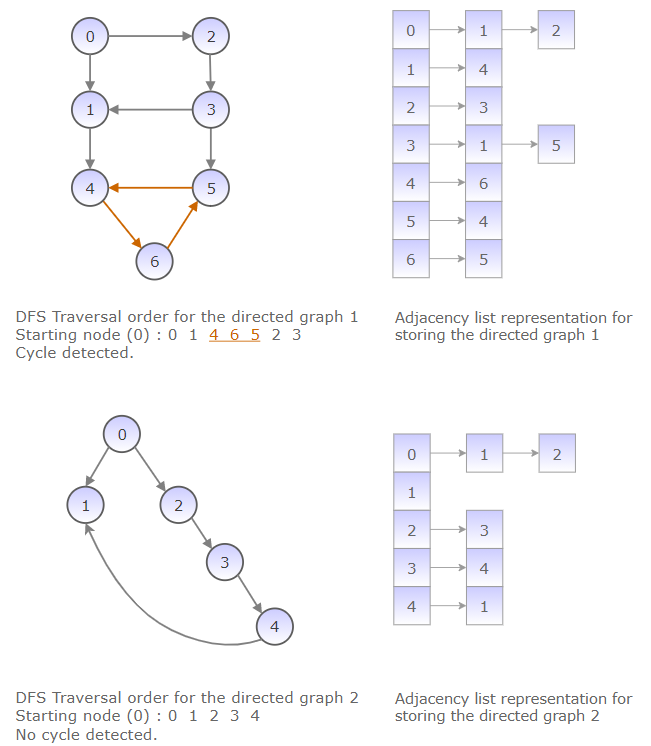 0 2
1 3
4 5
6
0 1 2
1 4
2 3
3 1 5
4 6
5 4
6 5
DFS Traversal order for the directed graph 1
Starting node (0) : 0 1 4 6 5 2 3
Cycle detected.
Adjacency list representation for
storing the directed graph 1
0
1 2
3
4
0 1 2
1
2 3
3 4
4 1
DFS Traversal order for the directed graph 2
Starting node (0) : 0 1 2 3 4
No cycle detected.
Adjacency list representation for
storing the directed graph 2